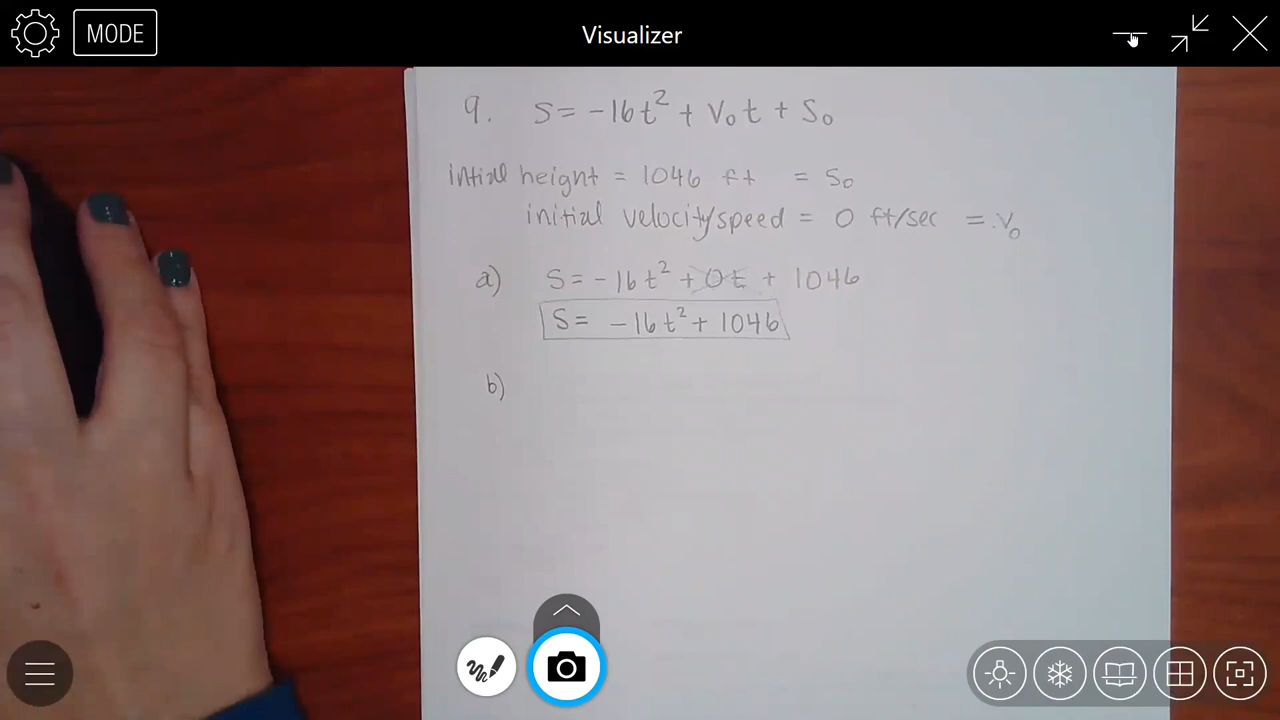 MODE
Visualizer
9. S = -16t² + V₀t + S₀
intial height = 1046 ft = S₀
initial velocity/speed = 0 ft/sec = V₀
a) S = -16t² + 0t + 1046
S = -16t² + 1046
b)